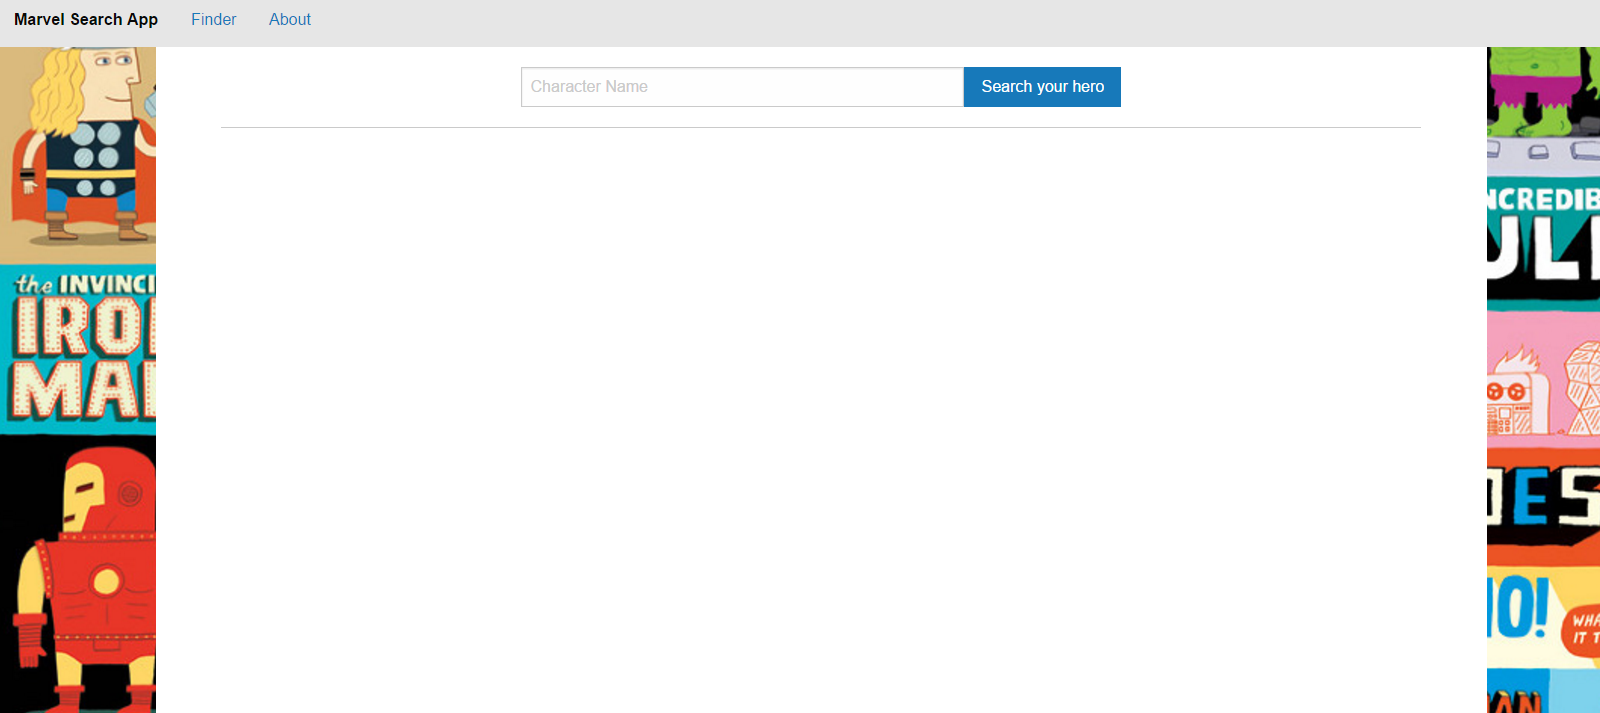 Marvel Search App Finder About
Character Name Search your hero
the INVINCI
IRO
MA
NCREDIB
UL
ES
O!
WHA
IT T
AN